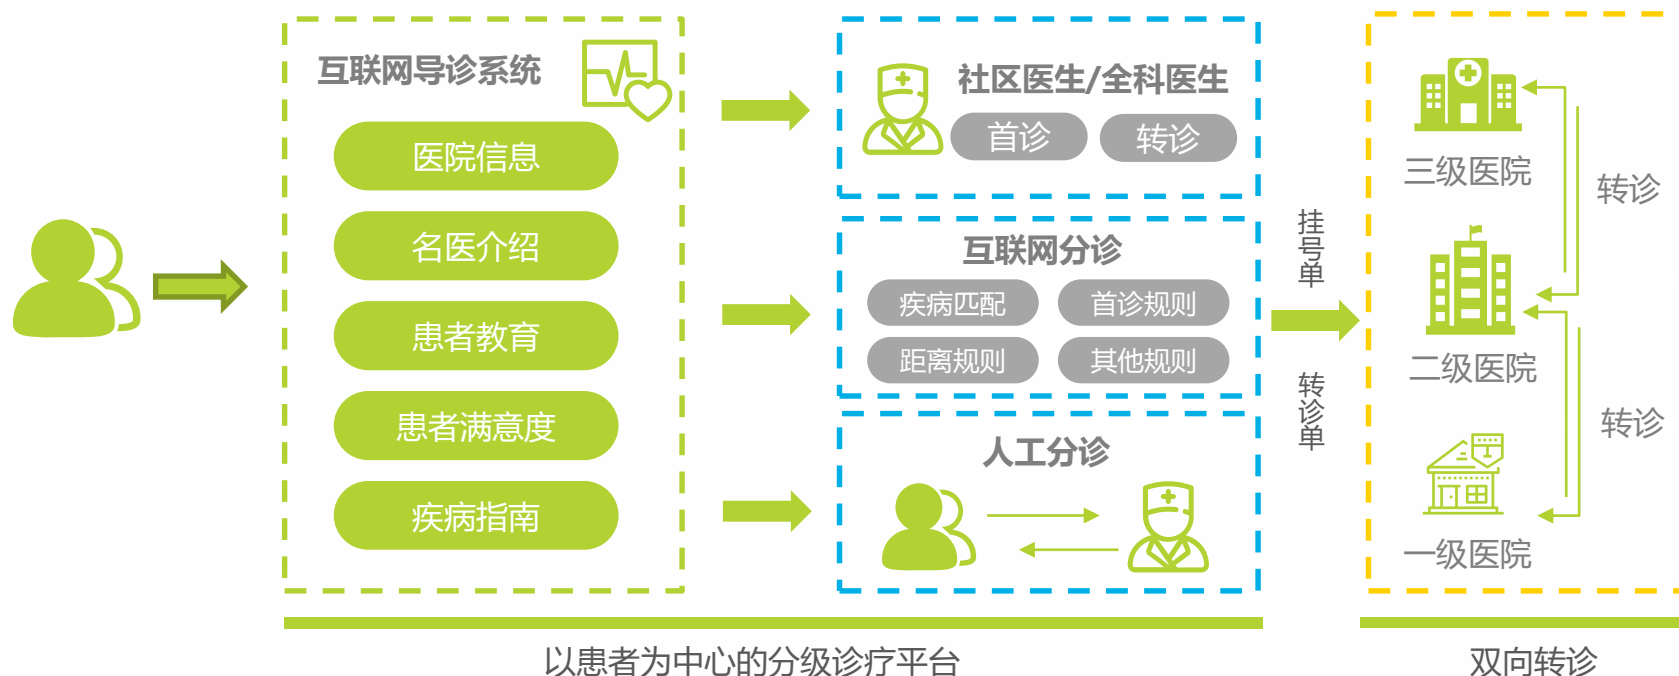 互联网导诊系统
医院信息
名医介绍
患者教育
患者满意度
疾病指南
社区医生/全科医生
首诊
转诊
互联网分诊
疾病匹配
首诊规则
距离规则
其他规则
人工分诊
挂号单
转诊单
三级医院
转诊
二级医院
转诊
一级医院
以患者为中心的分级诊疗平台
双向转诊